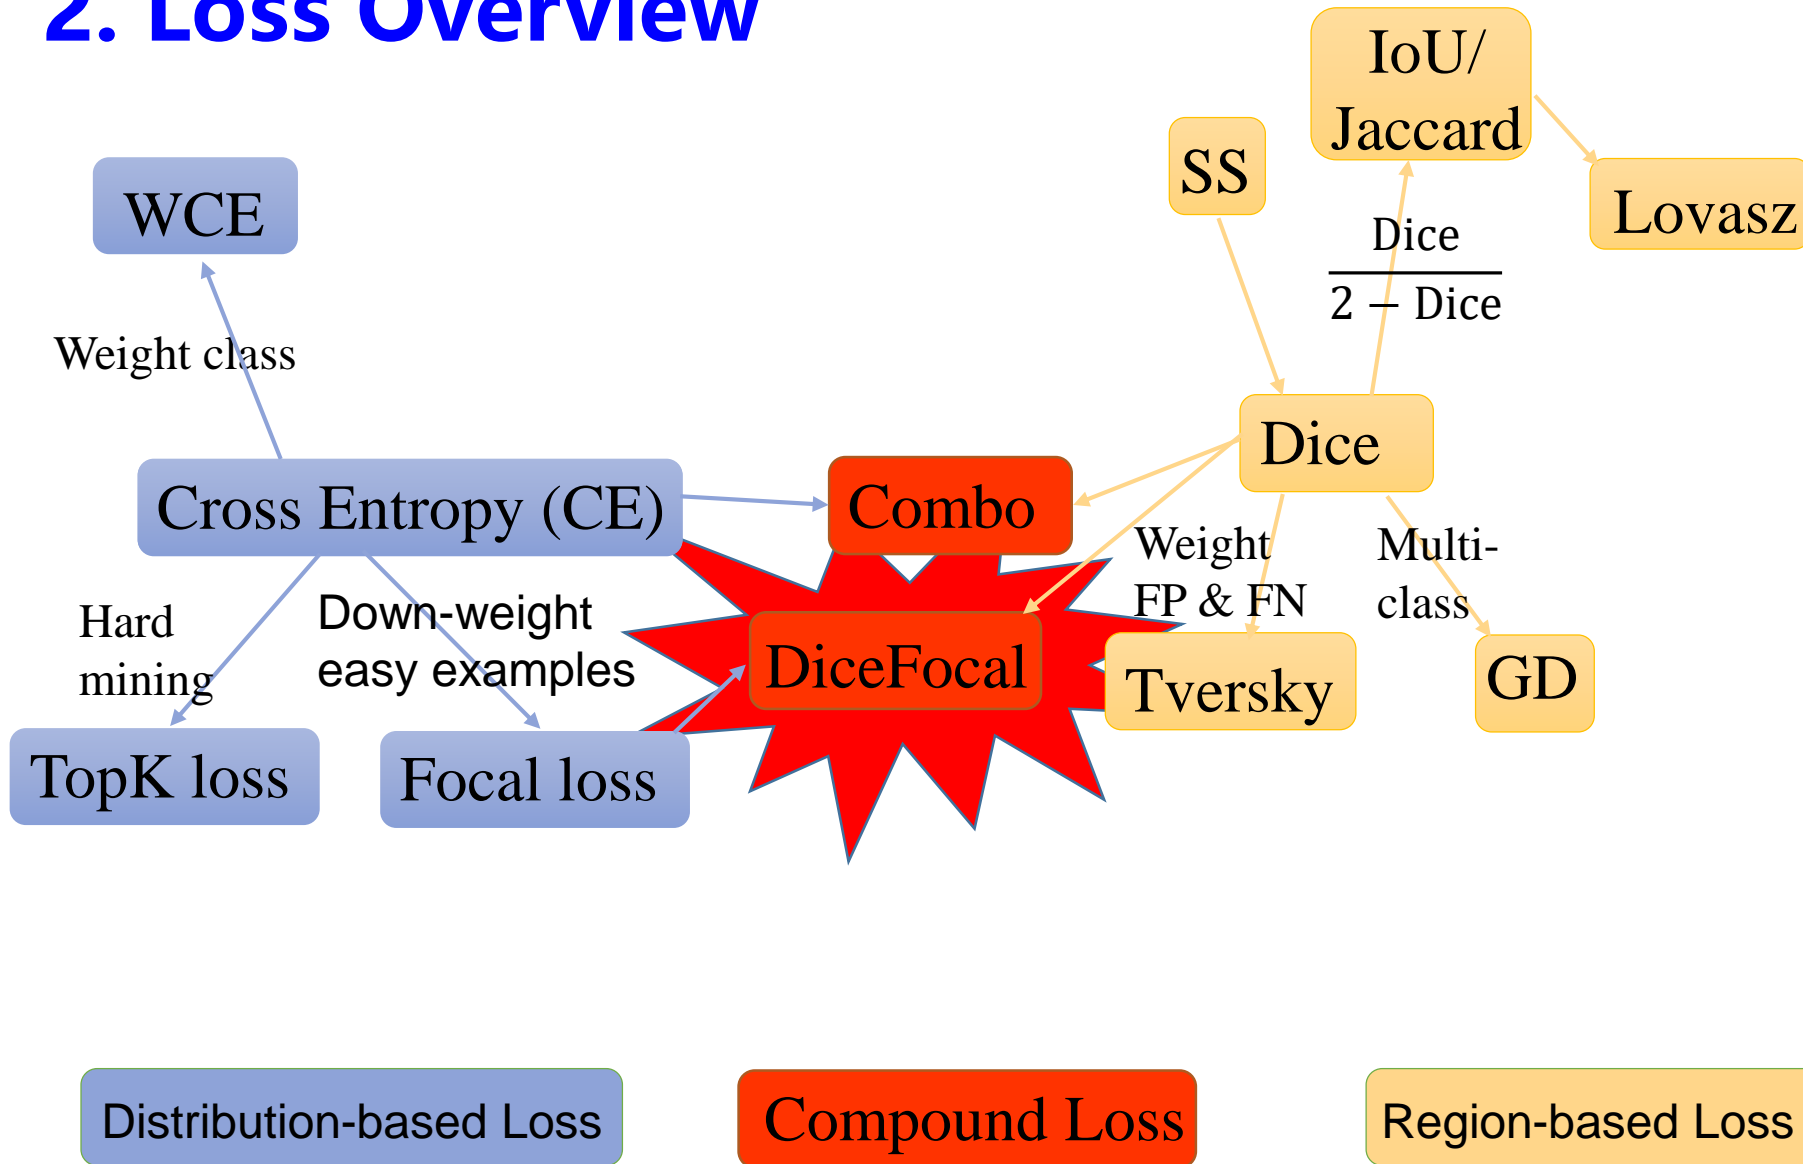 2. Loss Overview
IoU/
Jaccard
SS
WCE
Lovasz
Dice
2 − Dice
Weight class
Dice
Cross Entropy (CE)
Combo
Weight
FP & FN
Multi-
class
Hard
mining
Down-weight
easy examples
DiceFocal
Tversky
GD
TopK loss
Focal loss
Distribution-based Loss
Compound Loss
Region-based Loss